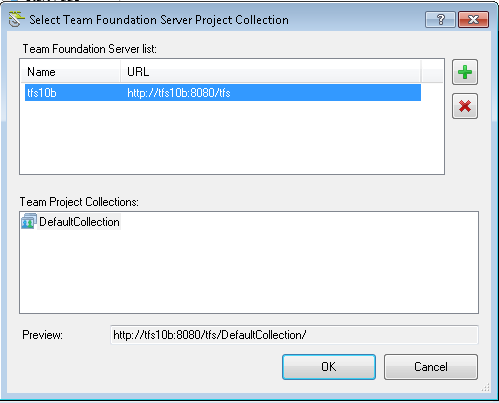 Select Team Foundation Server Project Collection
Team Foundation Server list:
Name URL
tfs10b http://tfs10b:8080/tfs
Team Project Collections:
DefaultCollection
Preview: http://tfs10b:8080/tfs/DefaultCollection/
OK Cancel